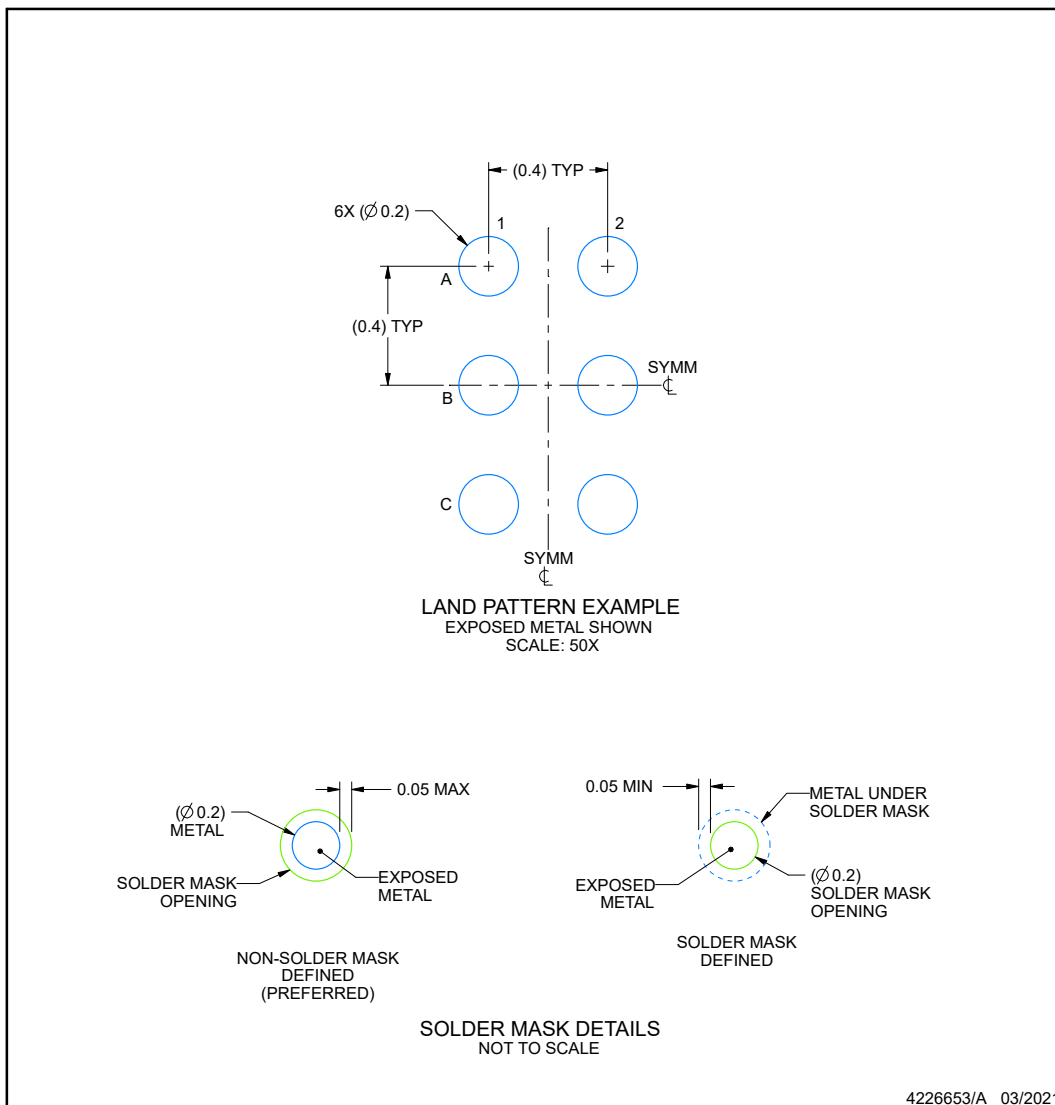 (0.4) TYP
6X (∅ 0.2)
1
2
A
(0.4) TYP
SYMM
℄
B
C
SYMM
℄
LAND PATTERN EXAMPLE
EXPOSED METAL SHOWN
SCALE: 50X
0.05 MAX
(∅ 0.2)
METAL
SOLDER MASK
OPENING
EXPOSED
METAL
NON-SOLDER MASK
DEFINED
(PREFERRED)
0.05 MIN
METAL UNDER
SOLDER MASK
EXPOSED
METAL
(∅ 0.2)
SOLDER MASK
OPENING
SOLDER MASK
DEFINED
SOLDER MASK DETAILS
NOT TO SCALE
4226653/A 03/2021